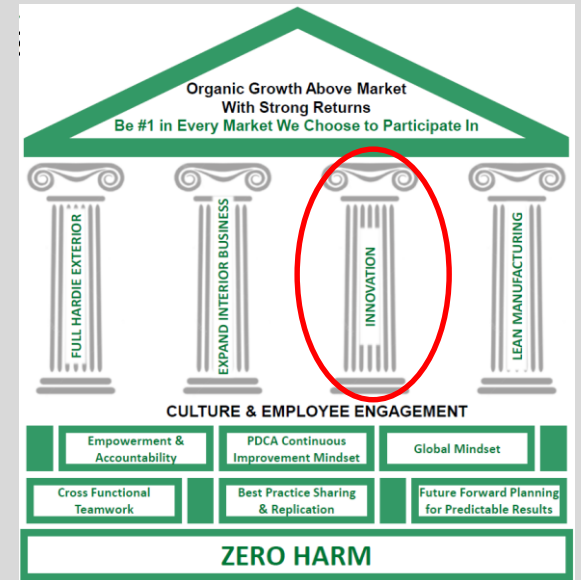 Organic Growth Above Market
With Strong Returns
Be #1 in Every Market We Choose to Participate In
FULL HARDIE EXTERIOR
EXPAND INTERIOR BUSINESS
INNOVATION
LEAN MANUFACTURING
CULTURE & EMPLOYEE ENGAGEMENT
Empowerment &
Accountability
PDCA Continuous
Improvement Mindset
Global Mindset
Cross Functional
Teamwork
Best Practice Sharing
& Replication
Future Forward Planning
for Predictable Results
ZERO HARM